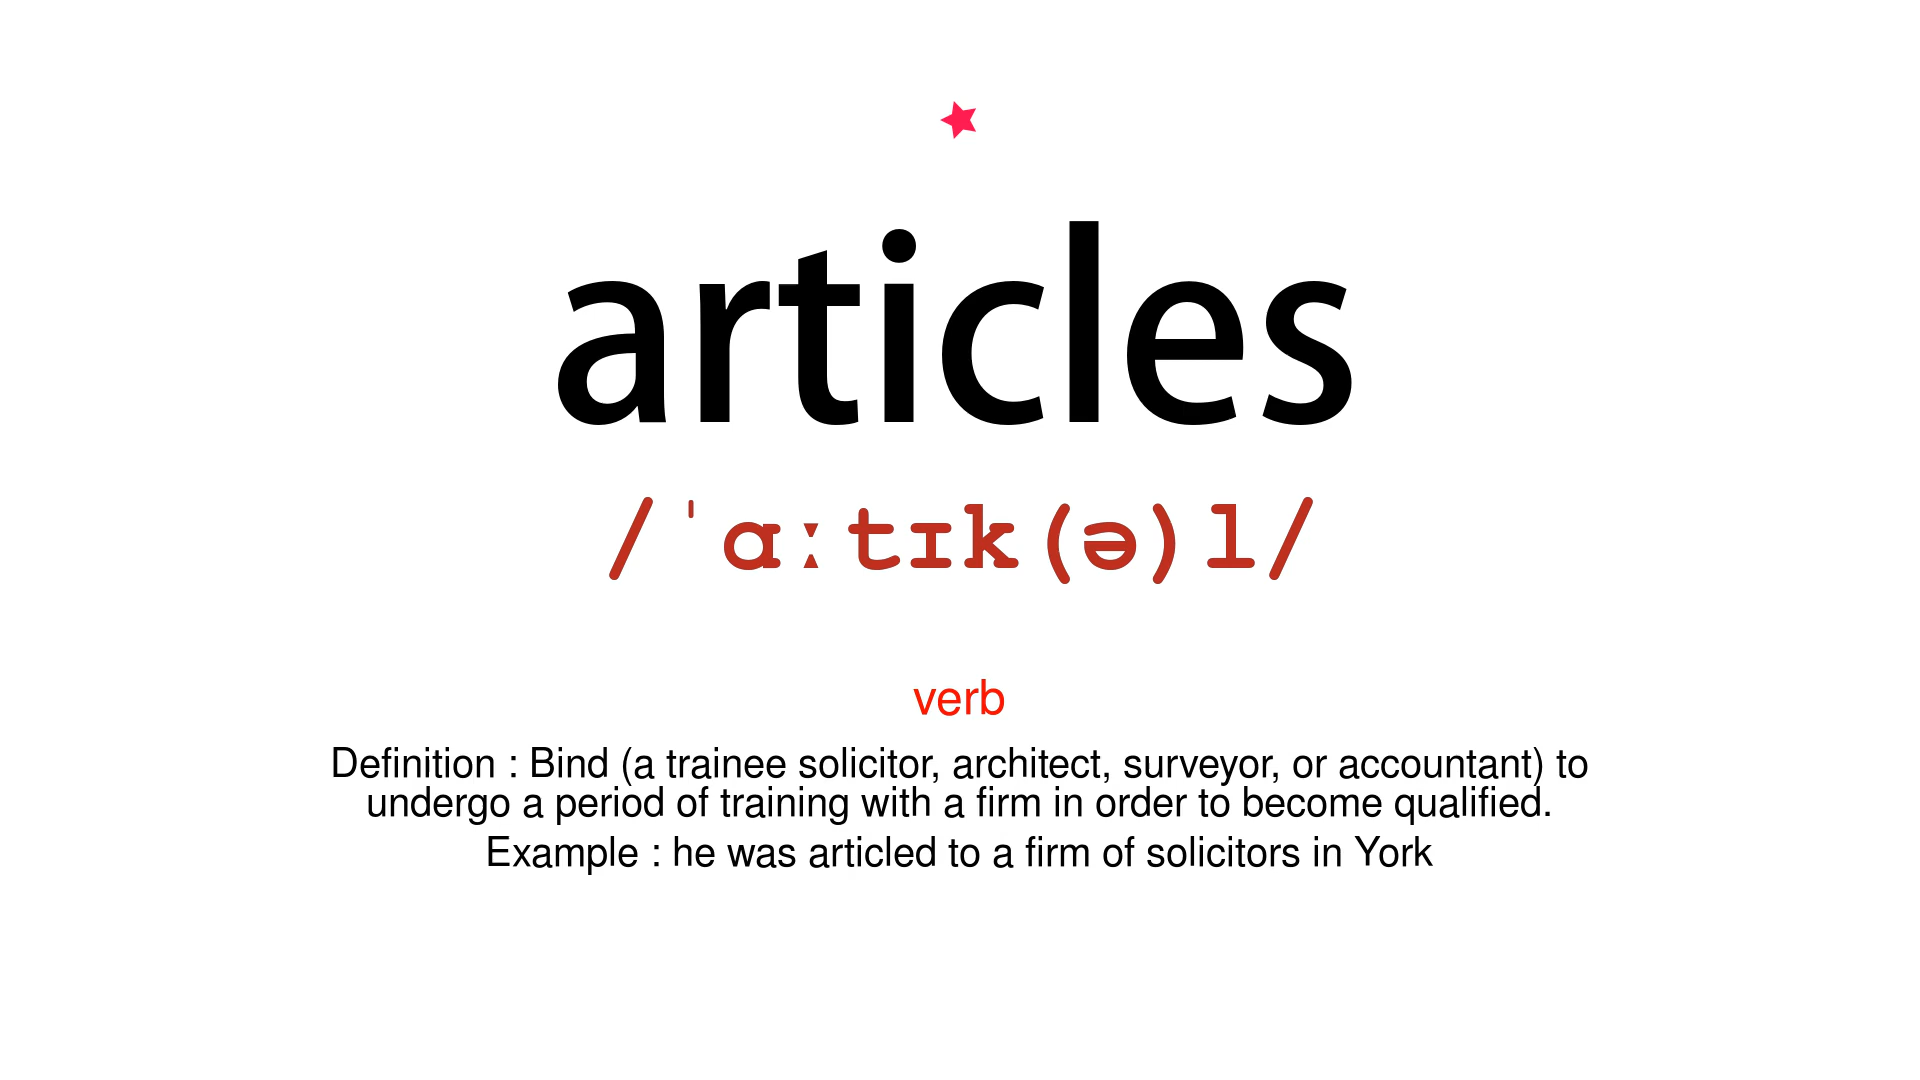 articles
/ˈɑːtɪk(ə)l/
verb
Definition : Bind (a trainee solicitor, architect, surveyor, or accountant) to
undergo a period of training with a firm in order to become qualified.
Example : he was articled to a firm of solicitors in York